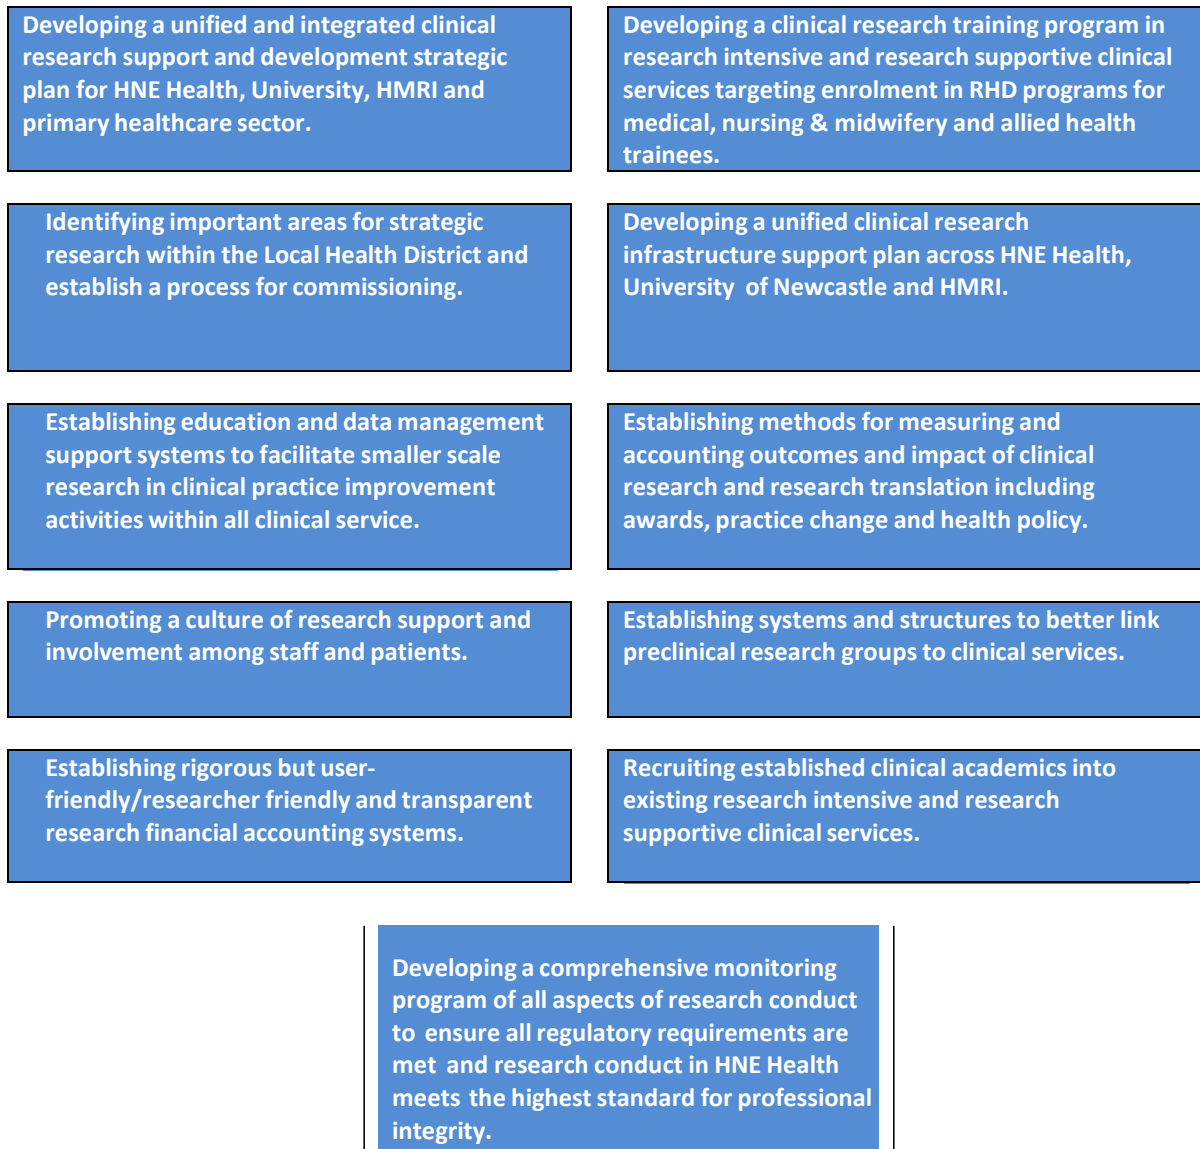 Developing a unified and integrated clinical
research support and development strategic
plan for HNE Health, University, HMRI and
primary healthcare sector.
Developing a clinical research training program in
research intensive and research supportive clinical
services targeting enrolment in RHD programs for
medical, nursing & midwifery and allied health
trainees.
Identifying important areas for strategic
research within the Local Health District and
establish a process for commissioning.
Developing a unified clinical research
infrastructure support plan across HNE Health,
University of Newcastle and HMRI.
Establishing education and data management
support systems to facilitate smaller scale
research in clinical practice improvement
activities within all clinical service.
Establishing methods for measuring and
accounting outcomes and impact of clinical
research and research translation including
awards, practice change and health policy.
Promoting a culture of research support and
involvement among staff and patients.
Establishing systems and structures to better link
preclinical research groups to clinical services.
Establishing rigorous but user-
friendly/researcher friendly and transparent
research financial accounting systems.
Recruiting established clinical academics into
existing research intensive and research
supportive clinical services.
Developing a comprehensive monitoring
program of all aspects of research conduct
to ensure all regulatory requirements are
met and research conduct in HNE Health
meets the highest standard for professional
integrity.